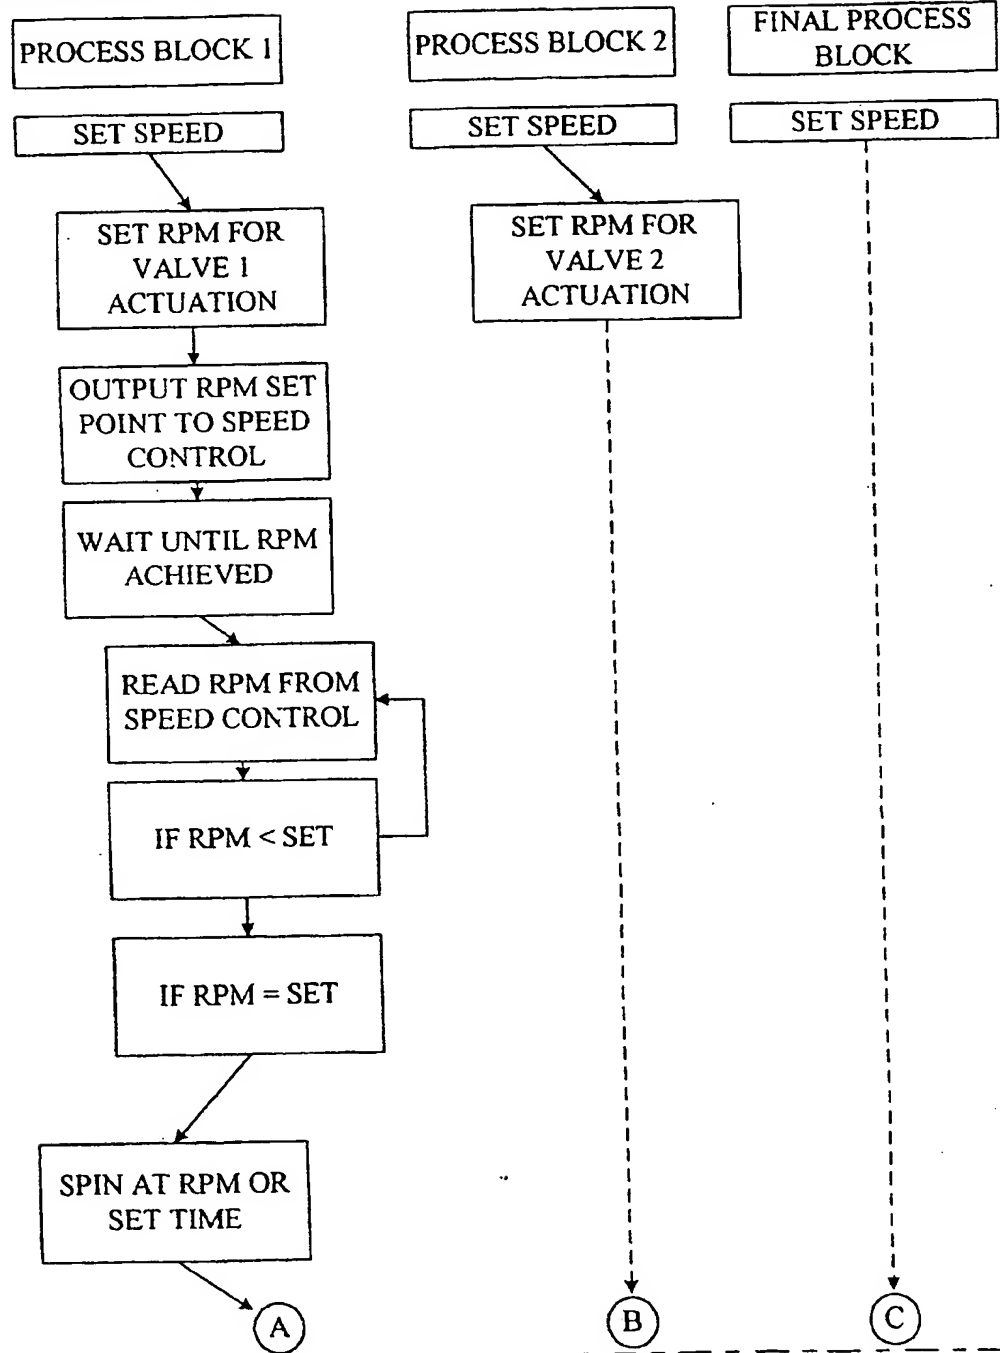 PROCESS BLOCK 1
SET SPEED
SET RPM FOR
VALVE 1
ACTUATION
OUTPUT RPM SET
POINT TO SPEED
CONTROL
WAIT UNTIL RPM
ACHIEVED
READ RPM FROM
SPEED CONTROL
IF RPM < SET
IF RPM = SET
SPIN AT RPM OR
SET TIME
A
PROCESS BLOCK 2
SET SPEED
SET RPM FOR
VALVE 2
ACTUATION
B
FINAL PROCESS
BLOCK
SET SPEED
C